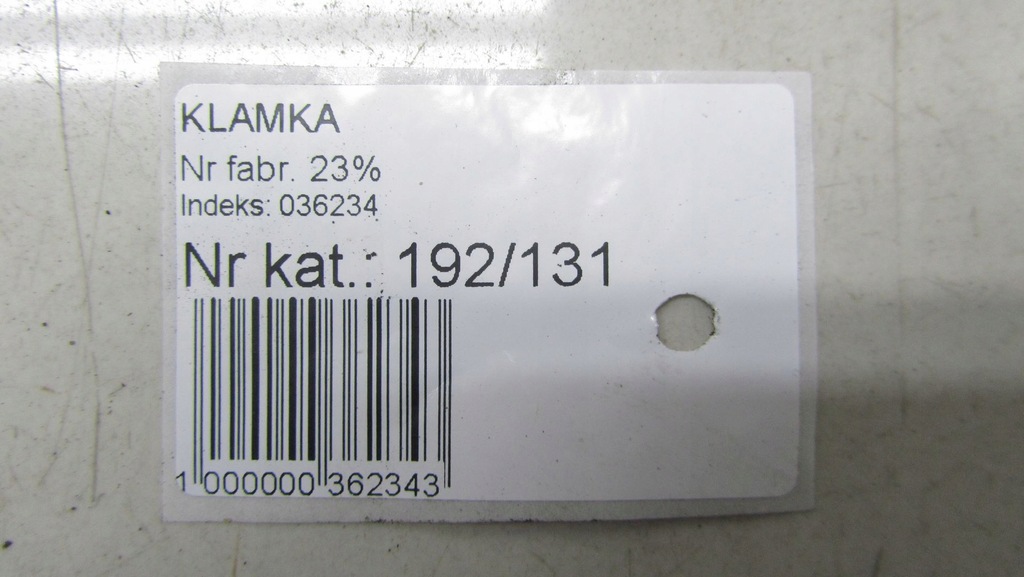 KLAMKA
Nr fabr. 23%
Indeks: 036234
Nr kat.: 192/131
1 000000 362343